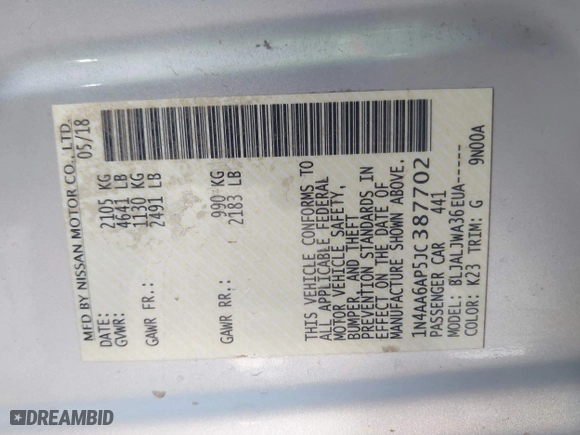 MFD BY NISSAN MOTOR CO., LTD.
DATE: 05/18
GVWR: 2105 KG
4641 LB
GAWR FR.: 1130 KG
2491 LB
GAWR RR.: 990 KG
2183 LB
THIS VEHICLE CONFORMS TO
ALL APPLICABLE FEDERAL
MOTOR VEHICLE SAFETY,
BUMPER, AND THEFT
PREVENTION STANDARDS IN
EFFECT ON THE DATE OF
MANUFACTURE SHOWN ABOVE.
1N4AA6AP5JC387702
PASSENGER CAR 441
MODEL: BLJALJWA36EUA-----
COLOR: K23 TRIM: G 9N00A
DREAMBID